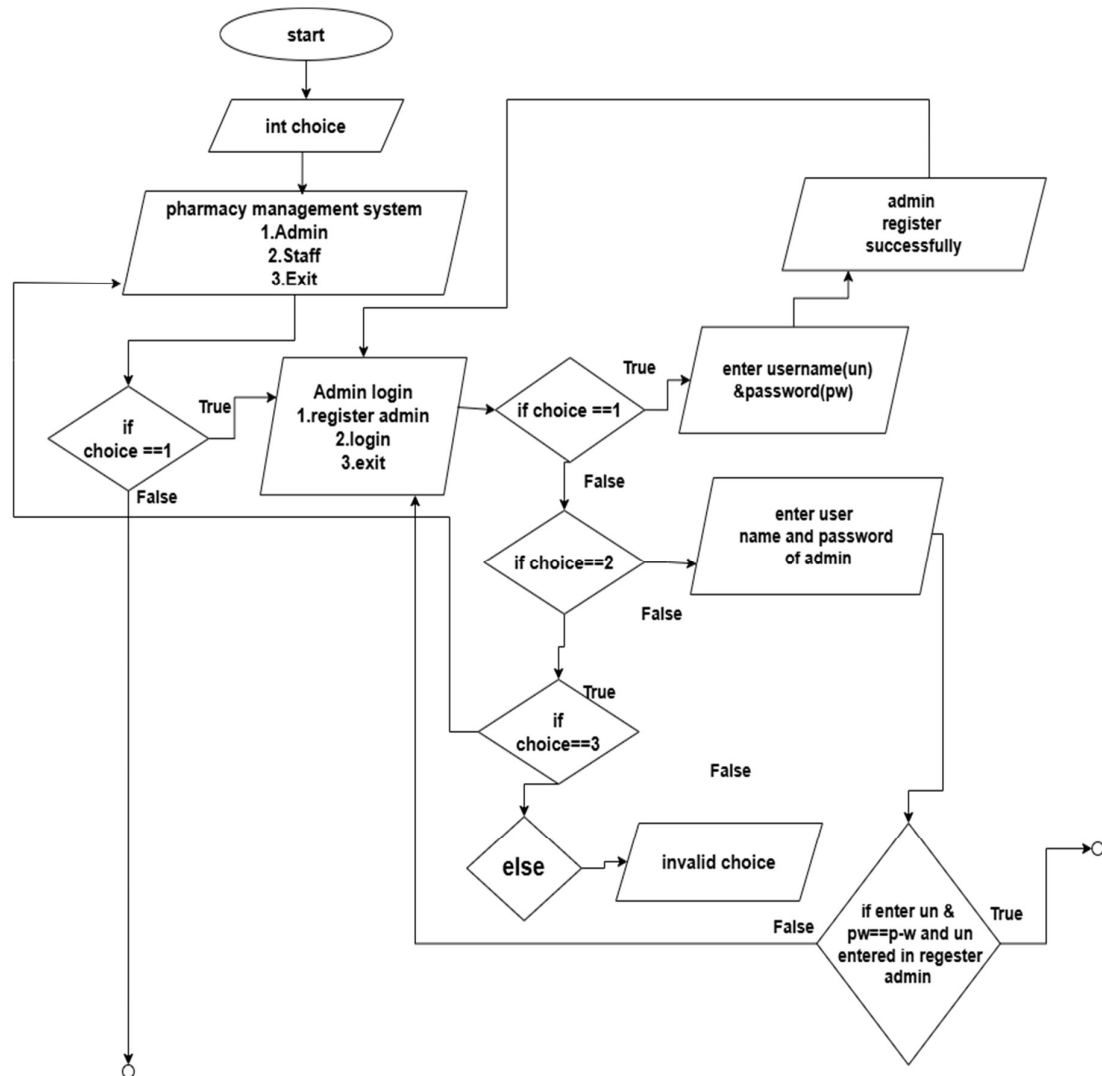 start
int choice
pharmacy management system
1.Admin
2.Staff
3.Exit
admin
register
successfully
if
choice ==1
True
False
Admin login
1.register admin
2.login
3.exit
if choice ==1
True
False
enter username(un)
&password(pw)
if choice==2
False
enter user
name and password
of admin
True
if
choice==3
False
else
invalid choice
False
if enter un &
pw==p-w and un
entered in regester
admin
True